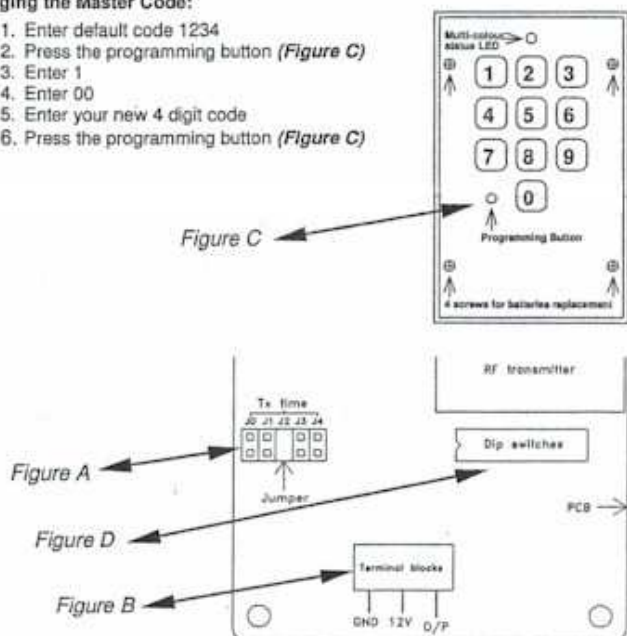 ging the Master Code:
1. Enter default code 1234
2. Press the programming button (Figure C)
3. Enter 1
4. Enter 00
5. Enter your new 4 digit code
6. Press the programming button (Figure C)
Multi-colour
status LED
1 2 3
4 5 6
7 8 9
0
Programming Button
4 screws for batteries replacement
Figure C
RF transmitter
Tx time
J0 J1 J2 J3 J4
Dip switches
Jumper
Figure A
PCB
Figure D
Terminal blocks
Figure B
GND 12V O/P